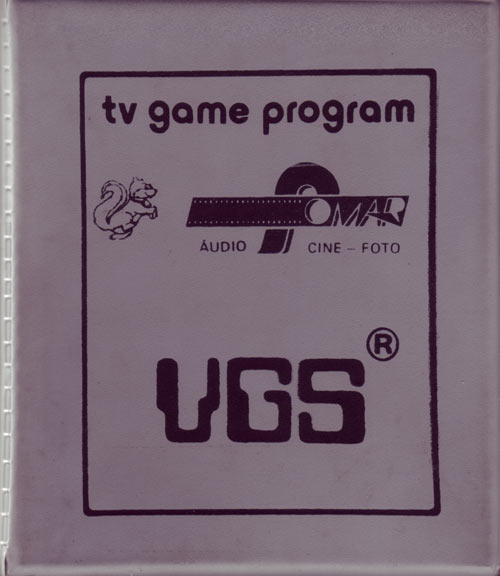 tv game program
OMAR
ÁUDIO CINE – FOTO
VGS®